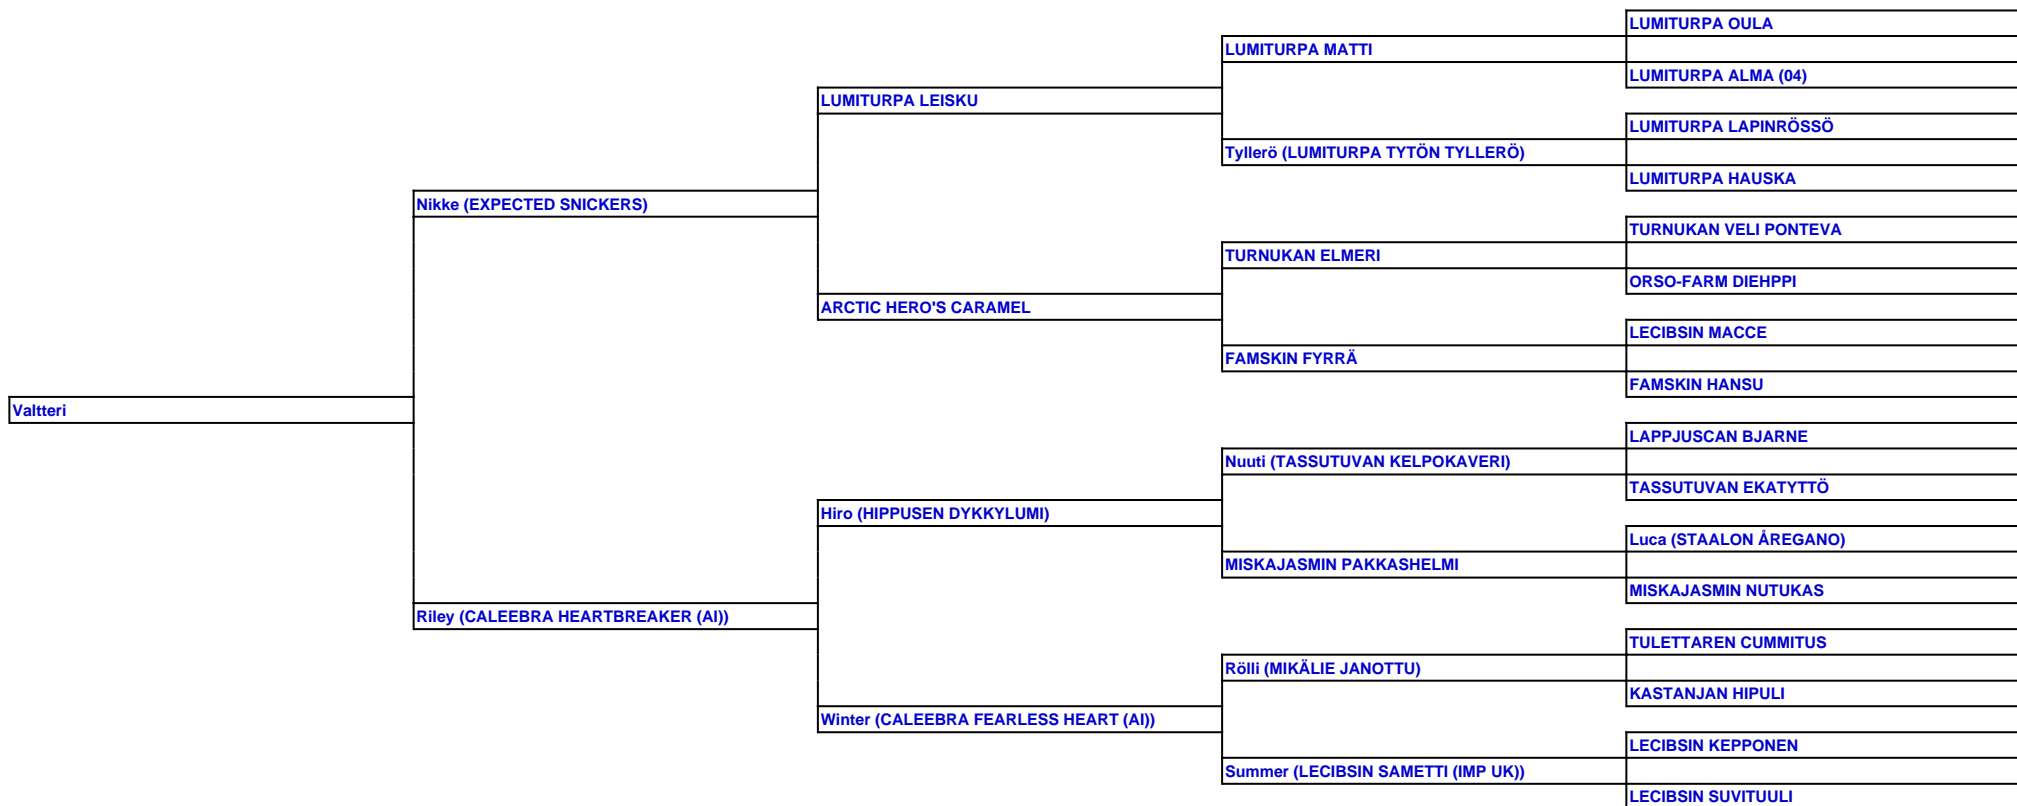 LUMITURPA OULA
LUMITURPA MATTI
LUMITURPA ALMA (04)
LUMITURPA LEISKU
LUMITURPA LAPINRÖSSÖ
Tyllerö (LUMITURPA TYTÖN TYLLERÖ)
LUMITURPA HAUSKA
Nikke (EXPECTED SNICKERS)
TURNUKAN VELI PONTEVA
TURNUKAN ELMERI
ORSO-FARM DIEHPPI
ARCTIC HERO'S CARAMEL
LECIBSIN MACCE
FAMSKIN FYRRÄ
FAMSKIN HANSU
Valtteri
LAPPJUSCAN BJARNE
Nuuti (TASSUTUVAN KELPOKAVERI)
TASSUTUVAN EKATYTTÖ
Hiro (HIPPUSEN DYKKYLUMI)
Luca (STAALON ÅREGANO)
MISKAJASMIN PAKKASHELMI
MISKAJASMIN NUTUKAS
Riley (CALEEBRA HEARTBREAKER (AI))
TULETTAREN CUMMITUS
Rölli (MIKÄLIE JANOTTU)
KASTANJAN HIPULI
Winter (CALEEBRA FEARLESS HEART (AI))
LECIBSIN KEPPONEN
Summer (LECIBSIN SAMETTI (IMP UK))
LECIBSIN SUVITUULI